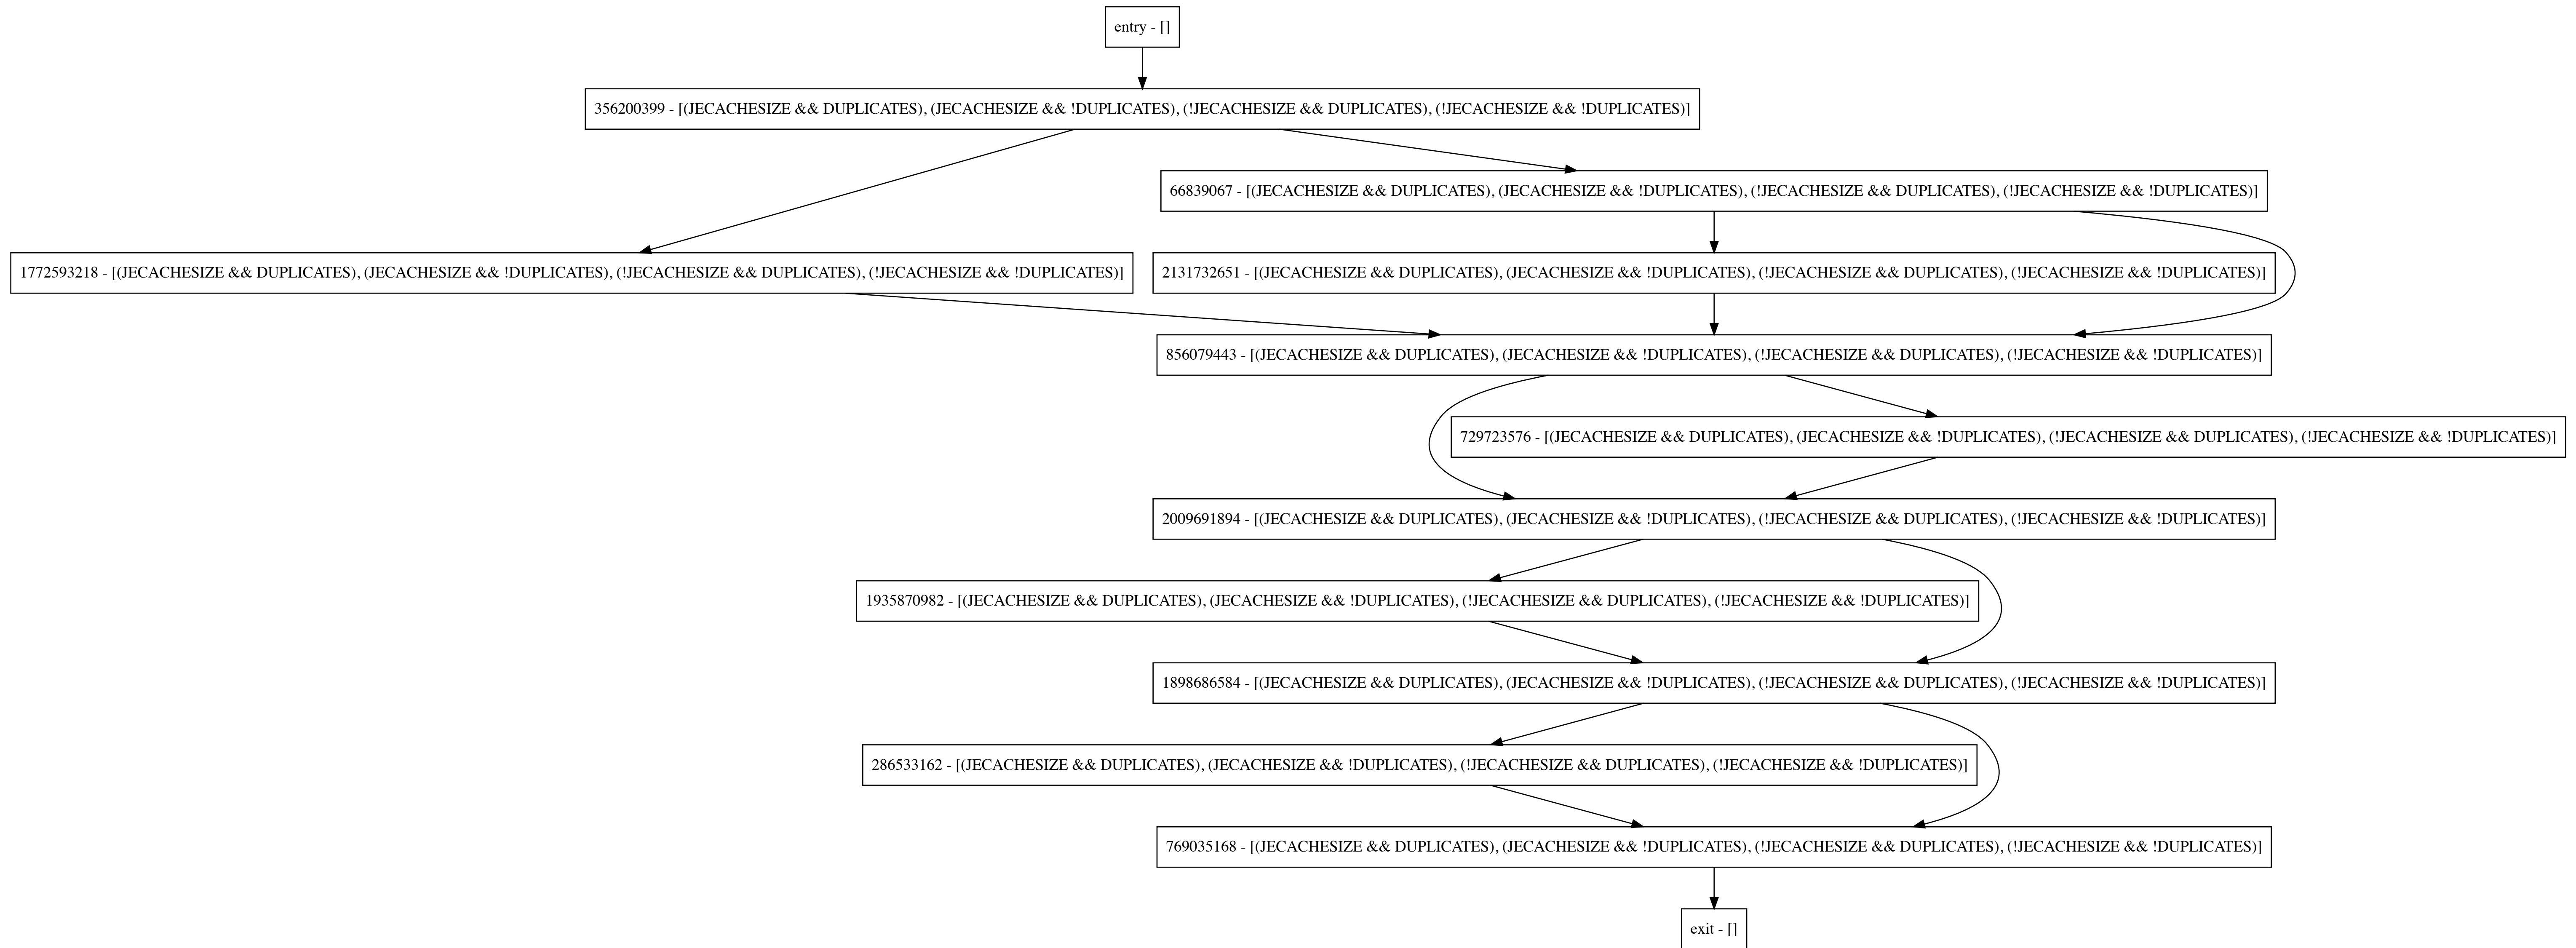 entry - []
356200399 - [(JECACHESIZE && DUPLICATES), (JECACHESIZE && !DUPLICATES), (!JECACHESIZE && DUPLICATES), (!JECACHESIZE && !DUPLICATES)]
66839067 - [(JECACHESIZE && DUPLICATES), (JECACHESIZE && !DUPLICATES), (!JECACHESIZE && DUPLICATES), (!JECACHESIZE && !DUPLICATES)]
1772593218 - [(JECACHESIZE && DUPLICATES), (JECACHESIZE && !DUPLICATES), (!JECACHESIZE && DUPLICATES), (!JECACHESIZE && !DUPLICATES)]
2131732651 - [(JECACHESIZE && DUPLICATES), (JECACHESIZE && !DUPLICATES), (!JECACHESIZE && DUPLICATES), (!JECACHESIZE && !DUPLICATES)]
856079443 - [(JECACHESIZE && DUPLICATES), (JECACHESIZE && !DUPLICATES), (!JECACHESIZE && DUPLICATES), (!JECACHESIZE && !DUPLICATES)]
729723576 - [(JECACHESIZE && DUPLICATES), (JECACHESIZE && !DUPLICATES), (!JECACHESIZE && DUPLICATES), (!JECACHESIZE && !DUPLICATES)]
2009691894 - [(JECACHESIZE && DUPLICATES), (JECACHESIZE && !DUPLICATES), (!JECACHESIZE && DUPLICATES), (!JECACHESIZE && !DUPLICATES)]
1935870982 - [(JECACHESIZE && DUPLICATES), (JECACHESIZE && !DUPLICATES), (!JECACHESIZE && DUPLICATES), (!JECACHESIZE && !DUPLICATES)]
1898686584 - [(JECACHESIZE && DUPLICATES), (JECACHESIZE && !DUPLICATES), (!JECACHESIZE && DUPLICATES), (!JECACHESIZE && !DUPLICATES)]
286533162 - [(JECACHESIZE && DUPLICATES), (JECACHESIZE && !DUPLICATES), (!JECACHESIZE && DUPLICATES), (!JECACHESIZE && !DUPLICATES)]
769035168 - [(JECACHESIZE && DUPLICATES), (JECACHESIZE && !DUPLICATES), (!JECACHESIZE && DUPLICATES), (!JECACHESIZE && !DUPLICATES)]
exit - []